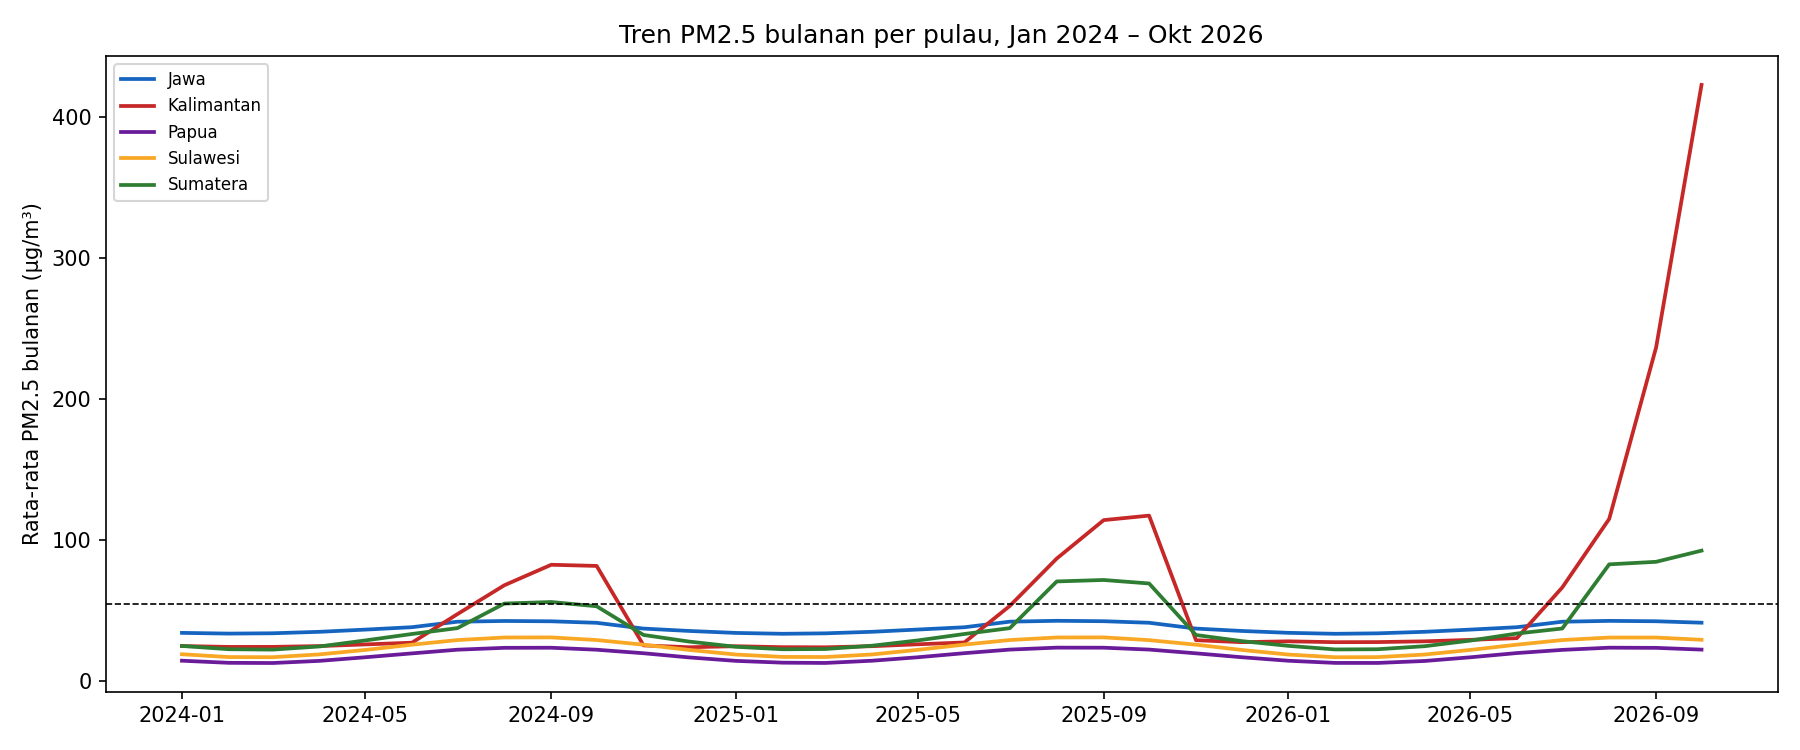 Tren PM2.5 bulanan per pulau, Jan 2024 – Okt 2026
Jawa
Kalimantan
Papua
Sulawesi
Sumatera
Rata-rata PM2.5 bulanan (µg/m³)
400
300
200
100
0
2024-01
2024-05
2024-09
2025-01
2025-05
2025-09
2026-01
2026-05
2026-09